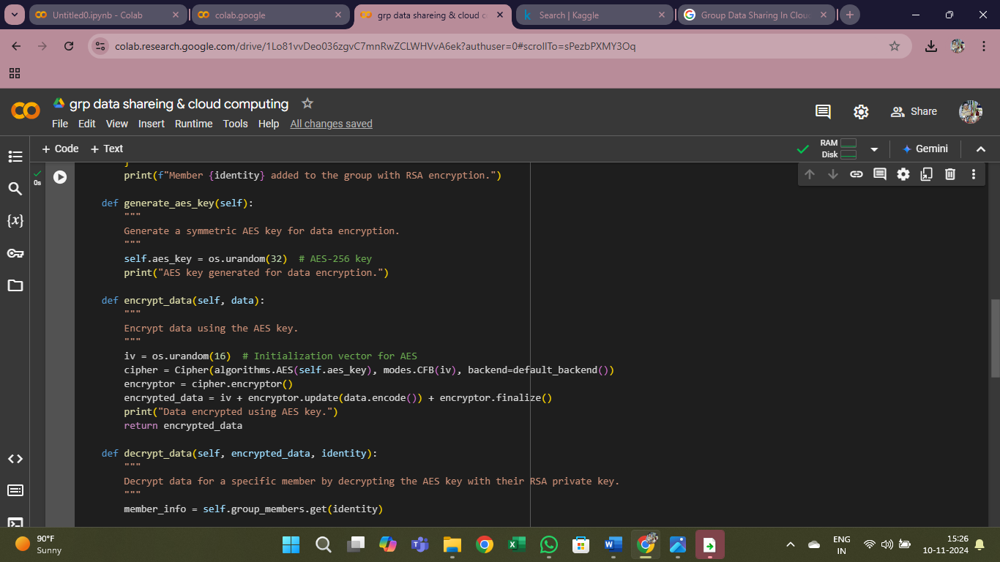 Untitled0.ipynb - Colab
colab.google
grp data shareing & cloud c
Search | Kaggle
Group Data Sharing In Clou
colab.research.google.com/drive/1Lo81vvDeo036zgvC7mnRwZCLWHVvA6ek?authuser=0#scrollTo=sPezbPXMY3Oq
grp data shareing & cloud computing
File Edit View Insert Runtime Tools Help All changes saved
Share
+ Code + Text
RAM
Disk
Gemini
0s
}
print(f"Member {identity} added to the group with RSA encryption.")
def generate_aes_key(self):
"""
Generate a symmetric AES key for data encryption.
"""
self.aes_key = os.urandom(32)  # AES-256 key
print("AES key generated for data encryption.")
def encrypt_data(self, data):
"""
Encrypt data using the AES key.
"""
iv = os.urandom(16)  # Initialization vector for AES
cipher = Cipher(algorithms.AES(self.aes_key), modes.CFB(iv), backend=default_backend())
encryptor = cipher.encryptor()
encrypted_data = iv + encryptor.update(data.encode()) + encryptor.finalize()
print("Data encrypted using AES key.")
return encrypted_data
def decrypt_data(self, encrypted_data, identity):
"""
Decrypt data for a specific member by decrypting the AES key with their RSA private key.
"""
member_info = self.group_members.get(identity)
90°F
Sunny
ENG
IN
15:26
10-11-2024